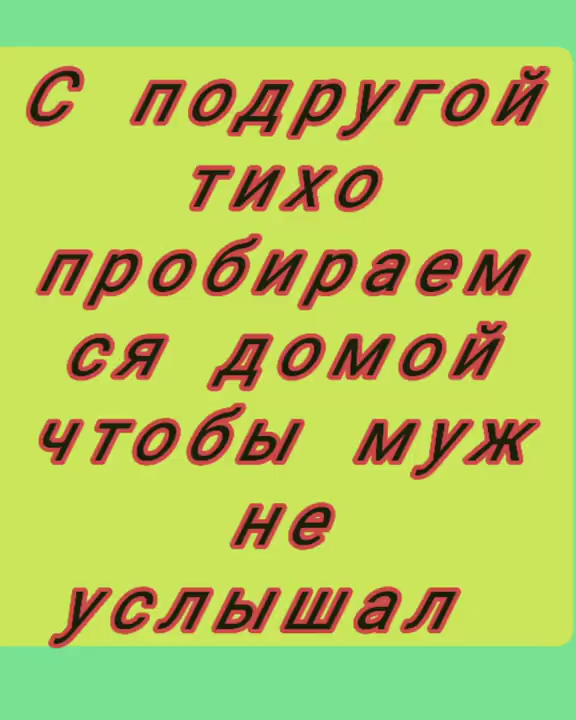 С подругой
тихо
пробираем
ся домой
чтобы муж
не
услышал